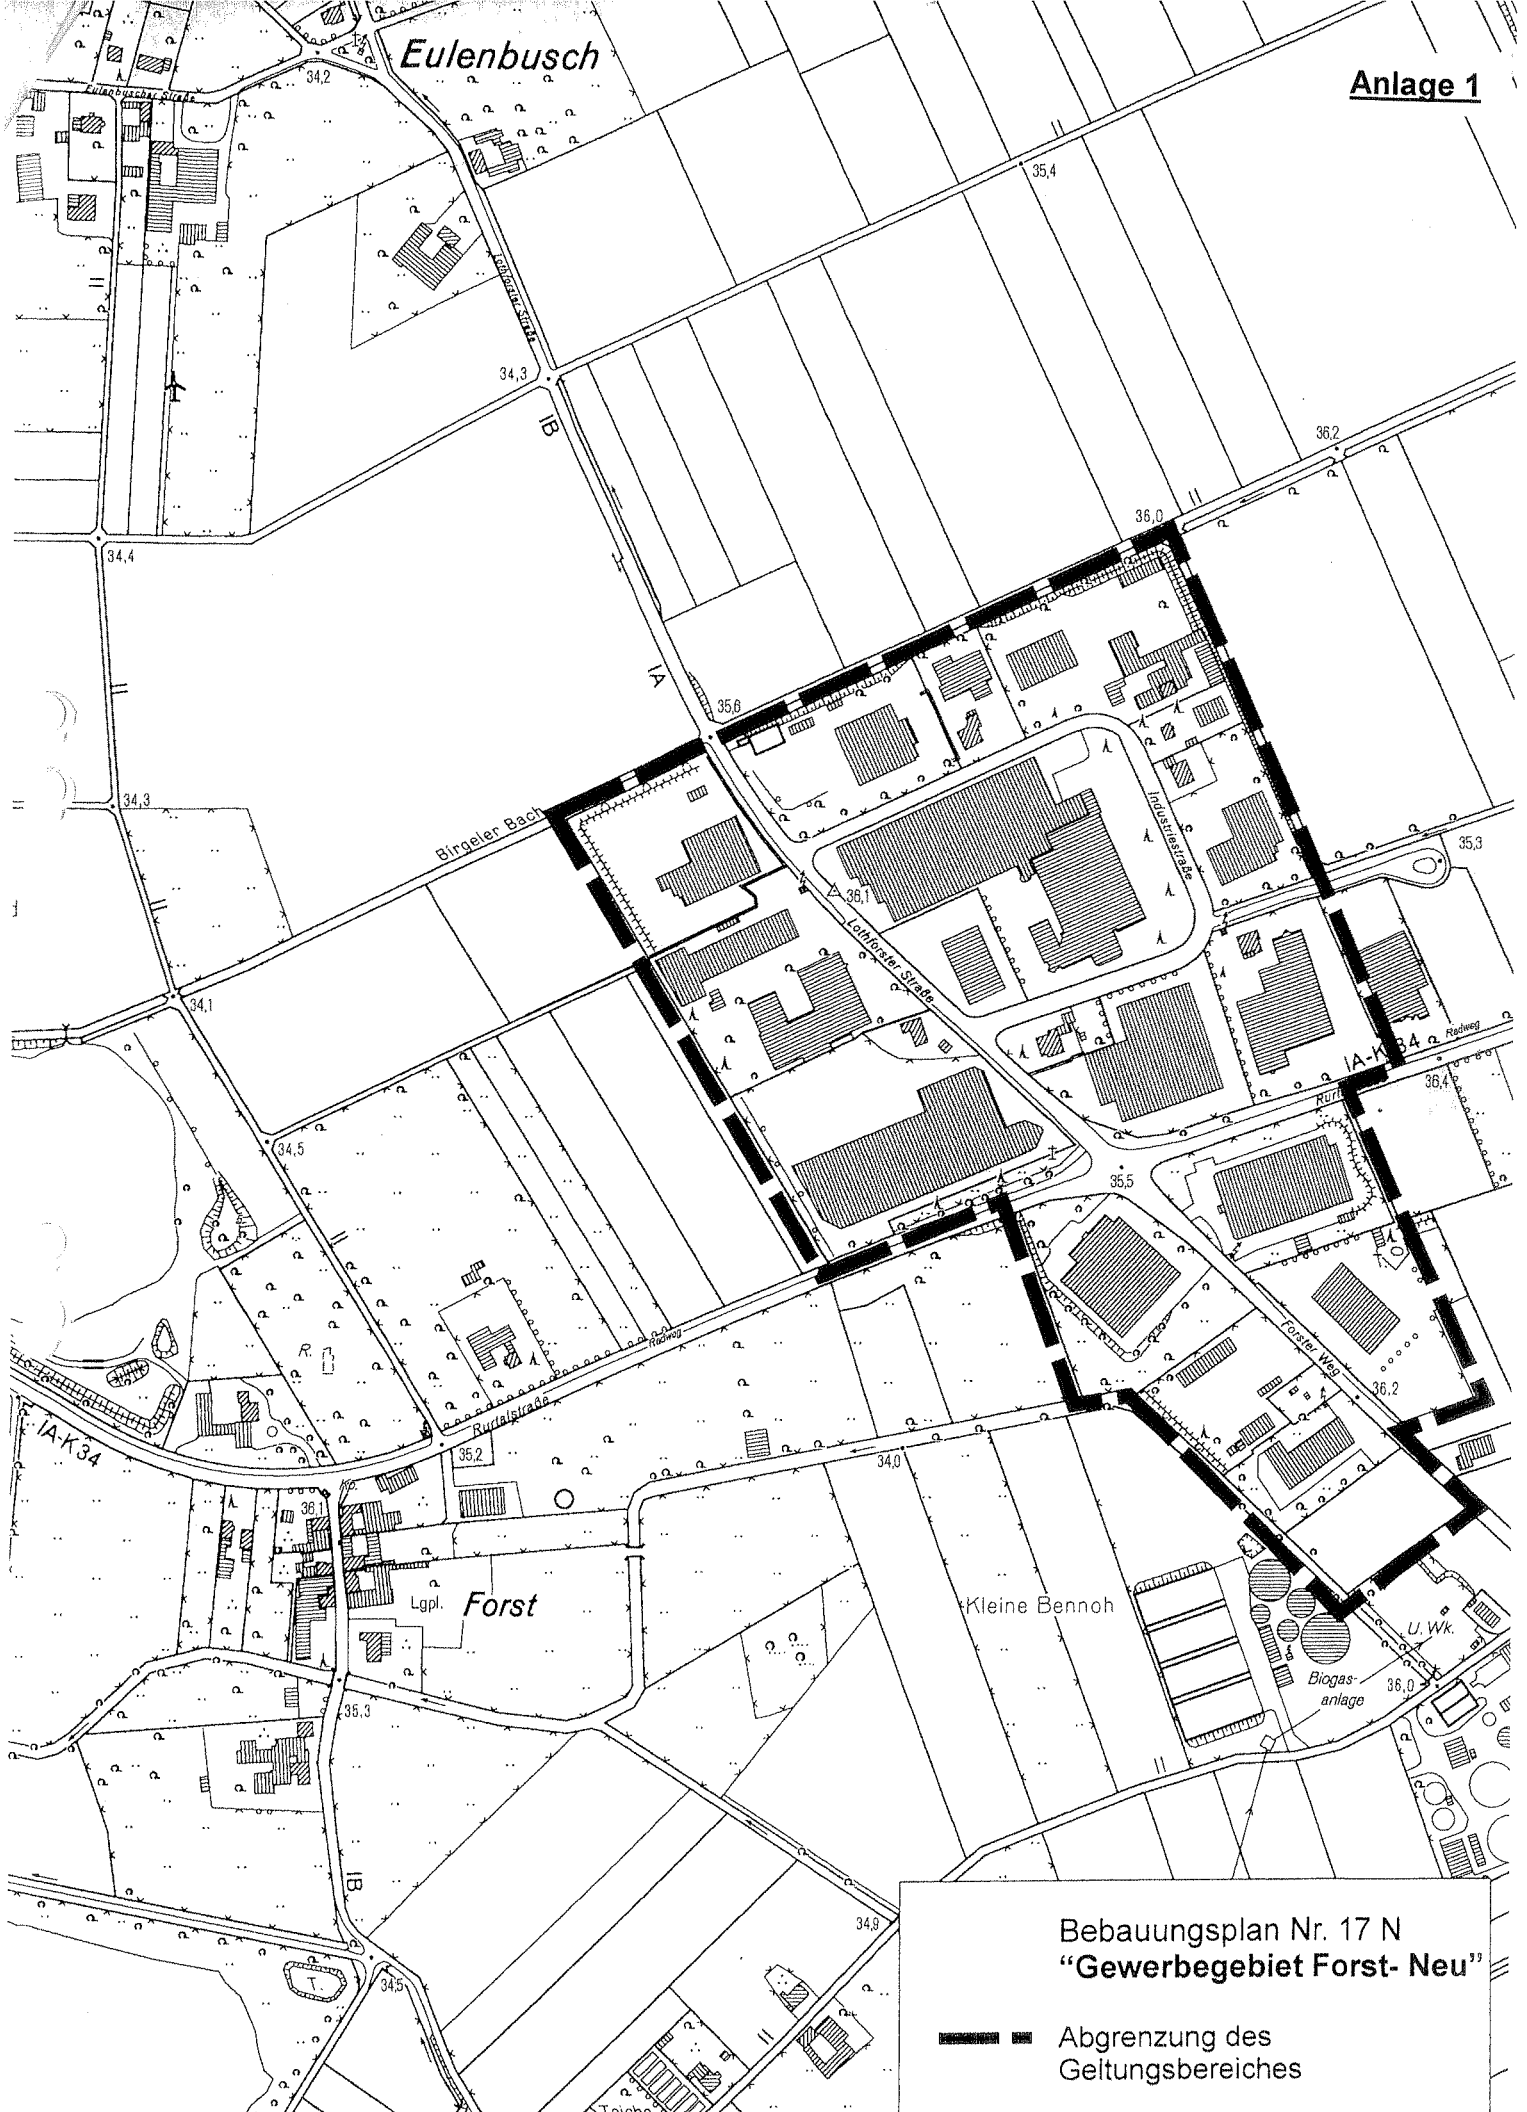 Eulenbusch
Anlage 1
34,2
Eulenbuscher Straße
35,4
Lothforster Straße
34,3
IB
36,2
36,0
34,4
IA
35,6
34,3
Birgeler Bach
Industriestraße
35,3
36,1
Lothforster Straße
34,1
Radweg
IA-K 34
36,4
34,5
35,5
R.
Radweg
Forster Weg
36,2
Rurtalstraße
IA-K34
35,2
34,0
36,1
Lgpl.
Forst
Kleine Bennoh
U. Wk.
Biogas-
anlage
36,0
35,3
IB
34,9
34,5
T.
Bebauungsplan Nr. 17 N
“Gewerbegebiet Forst- Neu”
Abgrenzung des
Geltungsbereiches
Teiche